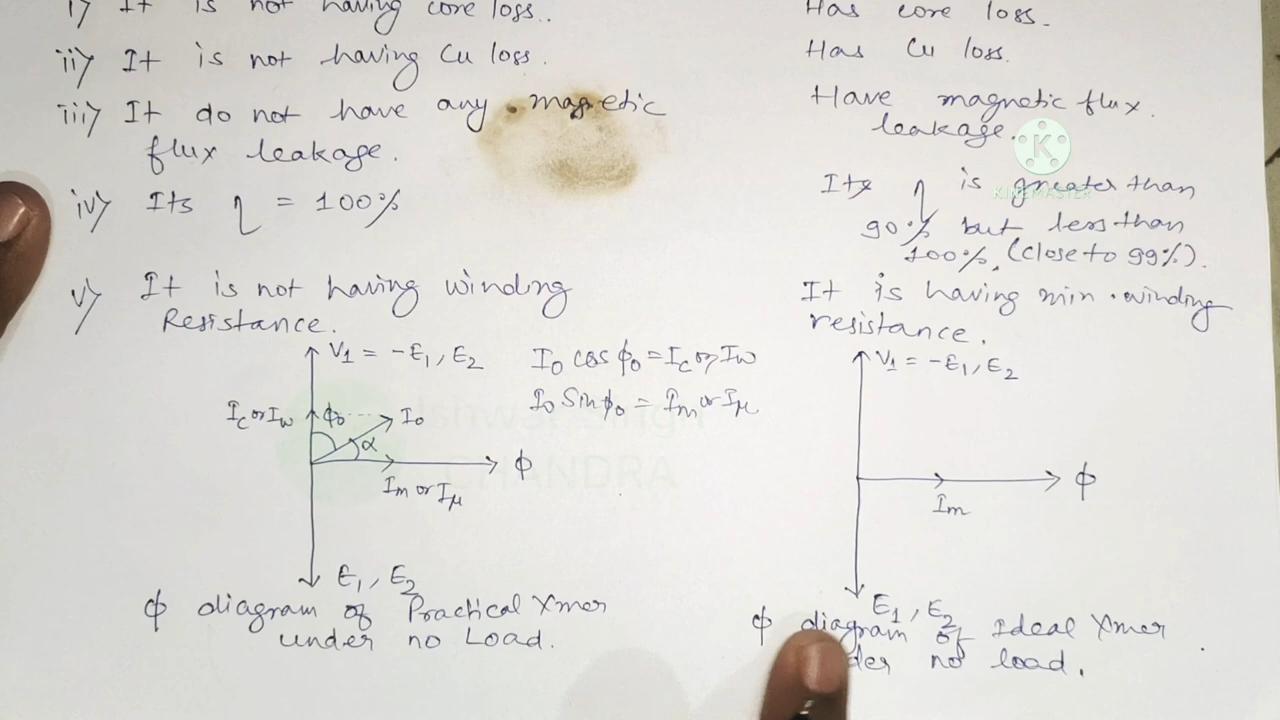 i) It is not having core loss..
Has core loss.
ii) It is not having Cu loss.
Has Cu loss.
iii) It do not have any magnetic
flux leakage.
Have magnetic flux.
leakage.
K
KINEMASTER
iv) Its η = 100%
Its η is greater than
90% but less than
100%. (close to 99%).
v) It is not having winding
Resistance.
It is having min. winding
resistance.
V1 = -E1, E2
I0 cos ϕ0 = Ic or Iw
I0 Sin ϕ0 = Im or Iμ
Ic or Iw
ϕ0
I0
α
ϕ
Im or Iμ
E1, E2
ϕ diagram of Practical Xmer
under no Load.
V1 = -E1, E2
ϕ
Im
E1, E2
ϕ diagram of Ideal Xmer
der no load.
CHANDRA